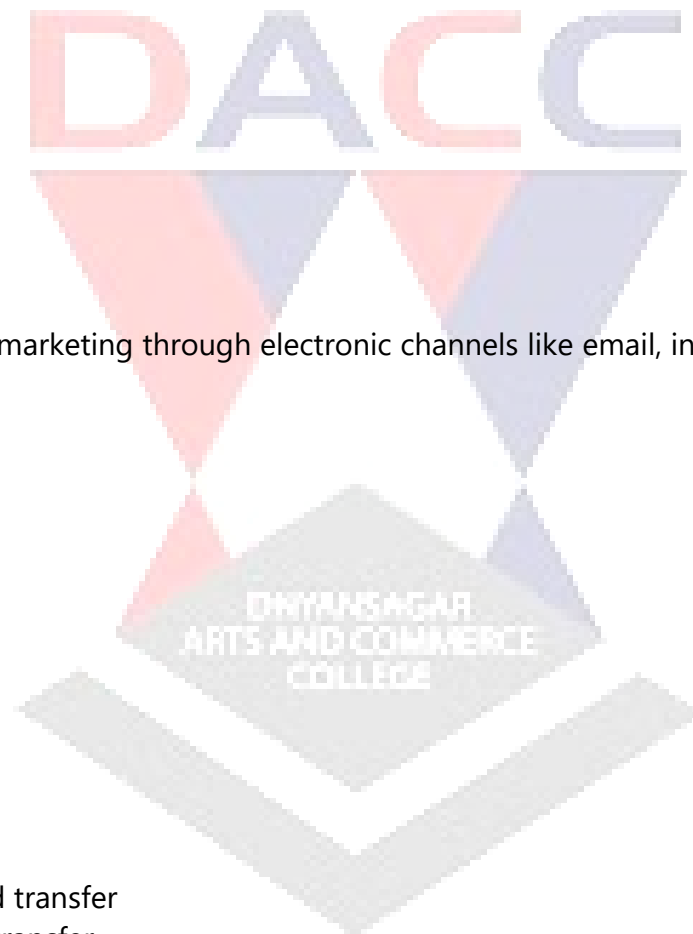 DACC
marketing through electronic channels like email, in
DNYANSAGAR
ARTS AND COMMERCE
COLLEGE
d transfer